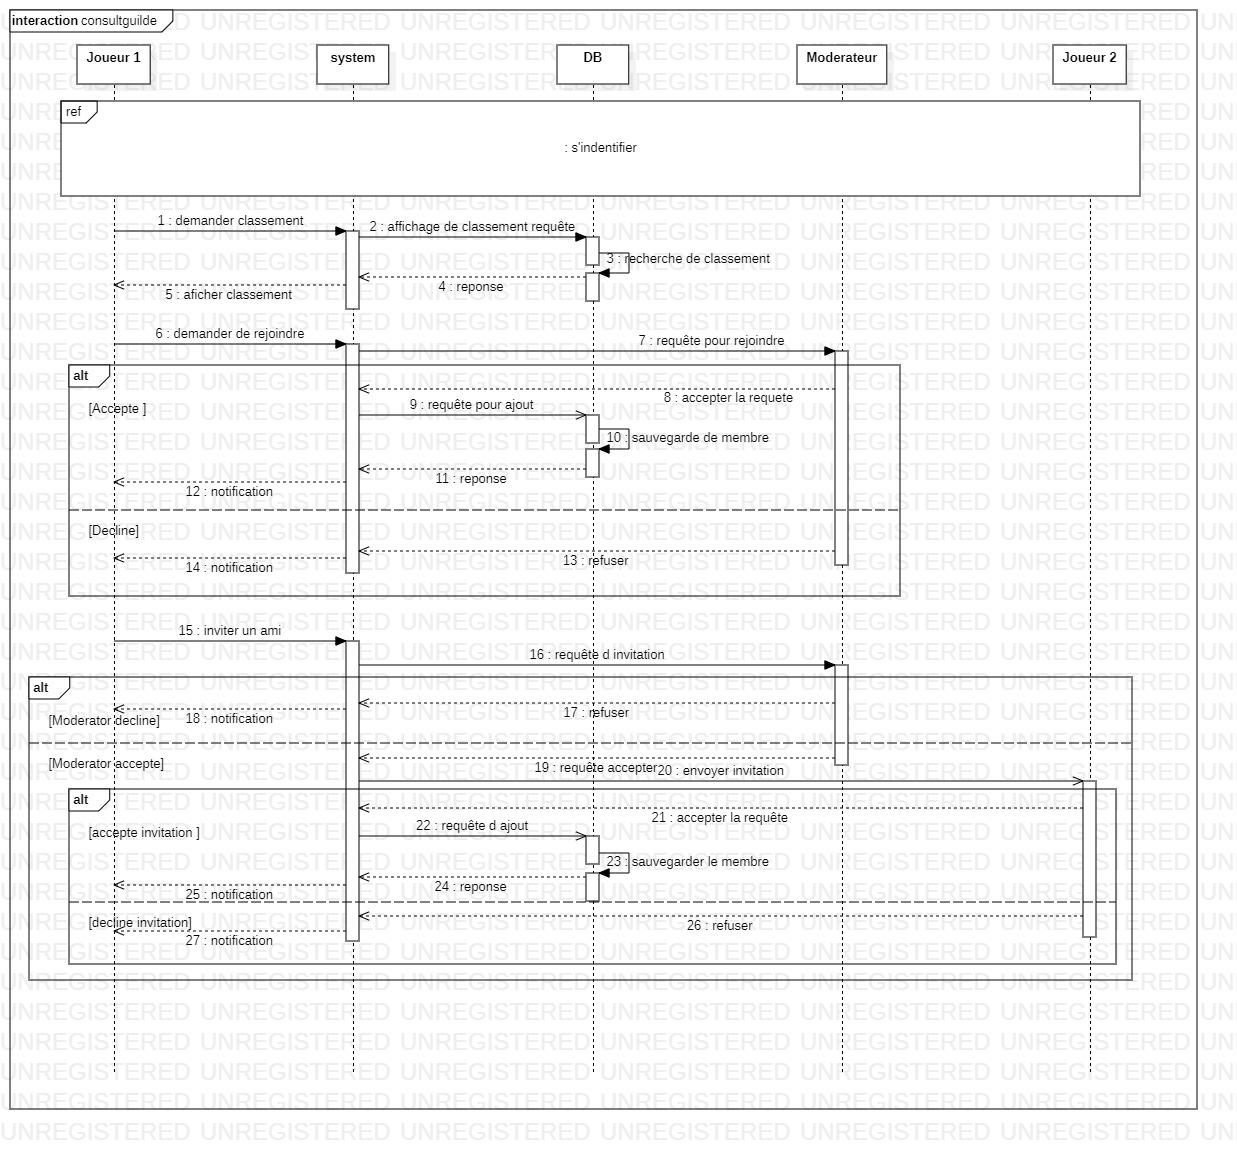 interaction consultguilde
Joueur 1
system
DB
Moderateur
Joueur 2
ref
: s'indentifier
1 : demander classement
2 : affichage de classement requête
3 : recherche de classement
4 : reponse
5 : aficher classement
6 : demander de rejoindre
7 : requête pour rejoindre
alt
8 : accepter la requete
[Accepte ]
9 : requête pour ajout
10 : sauvegarde de membre
11 : reponse
12 : notification
[Decline]
13 : refuser
14 : notification
15 : inviter un ami
16 : requête d invitation
alt
17 : refuser
[Moderator decline]
18 : notification
[Moderator accepte]
19 : requête accepter
20 : envoyer invitation
alt
21 : accepter la requête
[accepte invitation ]
22 : requête d ajout
23 : sauvegarder le membre
24 : reponse
25 : notification
[decline invitation]
26 : refuser
27 : notification
UNREGISTERED